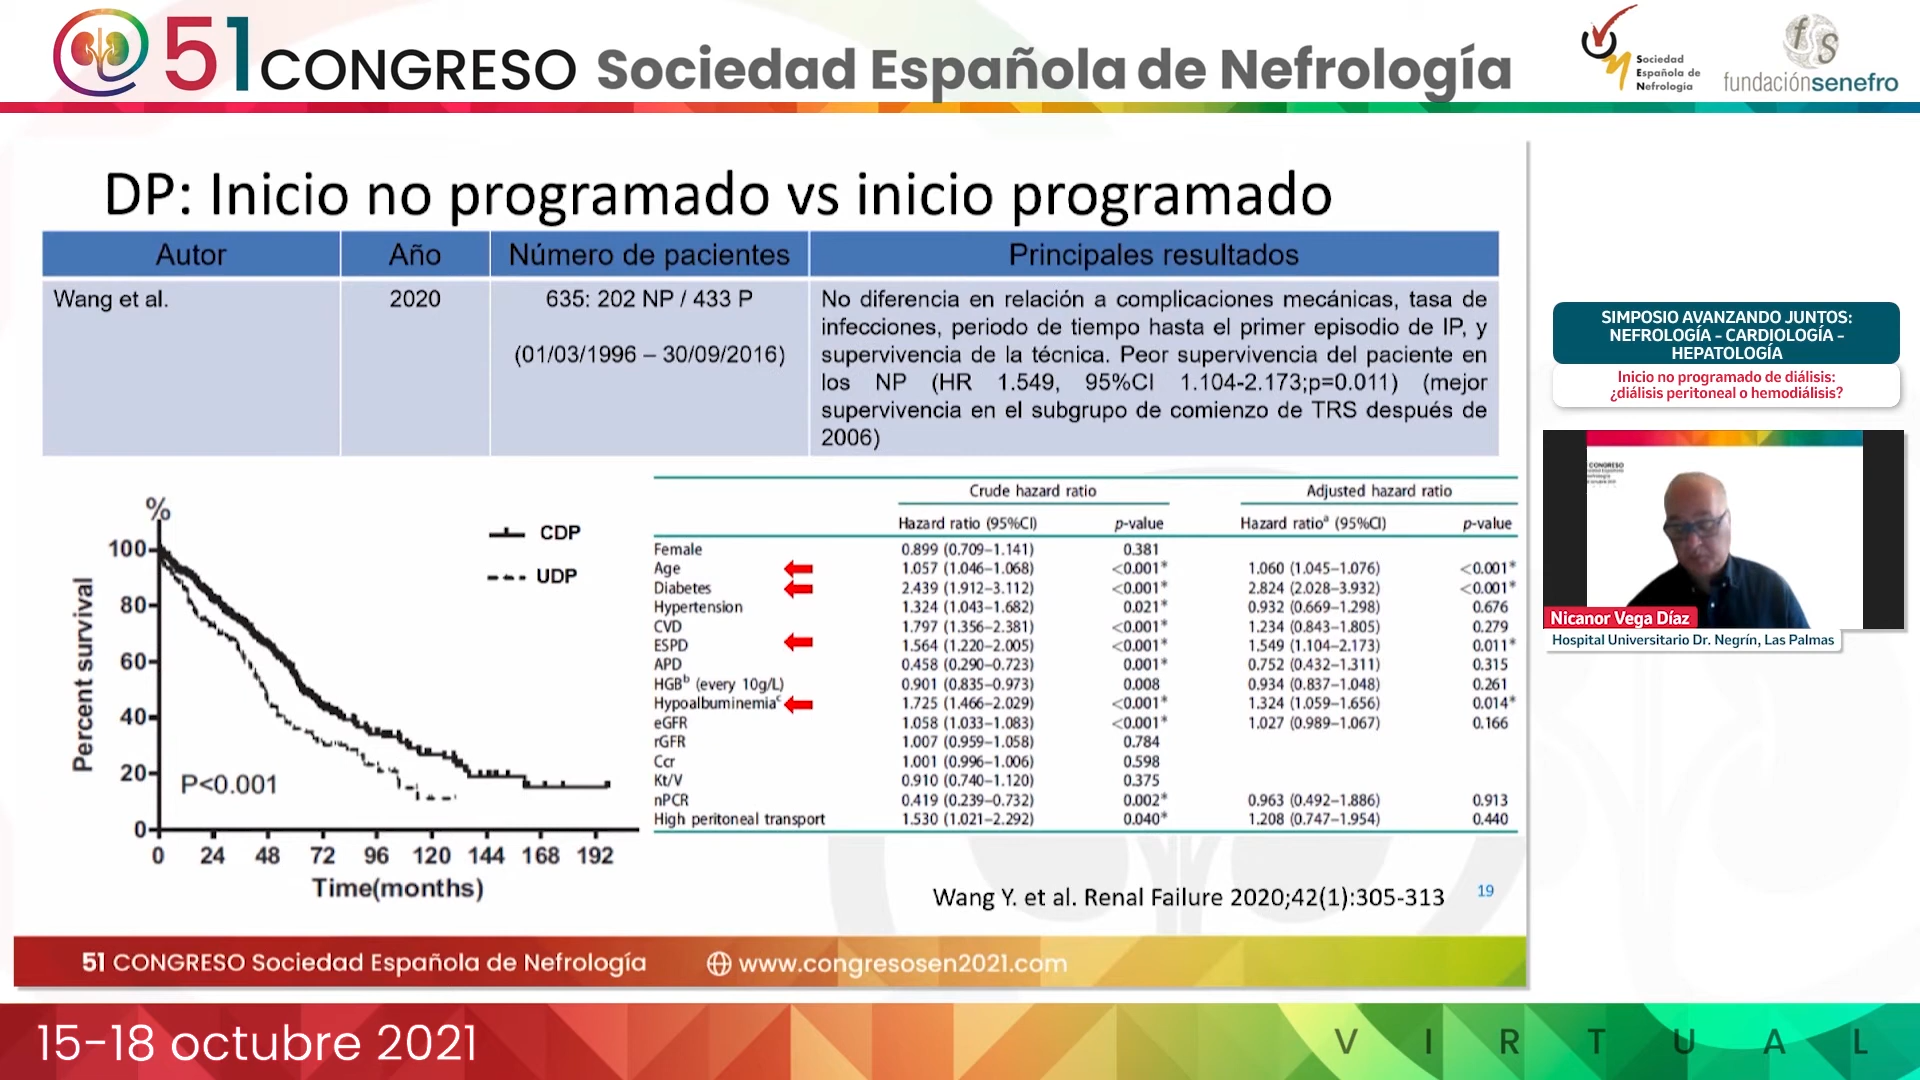 51 CONGRESO Sociedad Española de Nefrología
Sociedad
Española de
Nefrología
fundaciónsenefro
DP: Inicio no programado vs inicio programado
Autor Año Número de pacientes Principales resultados
Wang et al. 2020 635: 202 NP / 433 P
(01/03/1996 – 30/09/2016)
No diferencia en relación a complicaciones mecánicas, tasa de
infecciones, periodo de tiempo hasta el primer episodio de IP, y
supervivencia de la técnica. Peor supervivencia del paciente en
los NP (HR 1.549, 95%CI 1.104-2.173;p=0.011) (mejor
supervivencia en el subgrupo de comienzo de TRS después de
2006)
%
100
80
60
40
20
0
Percent survival
CDP
UDP
P<0.001
0 24 48 72 96 120 144 168 192
Time(months)
Crude hazard ratio Adjusted hazard ratio
Hazard ratio (95%CI) p-value Hazard ratioᵃ (95%CI) p-value
Female 0.899 (0.709–1.141) 0.381
Age 1.057 (1.046–1.068) <0.001* 1.060 (1.045–1.076) <0.001*
Diabetes 2.439 (1.912–3.112) <0.001* 2.824 (2.028–3.932) <0.001*
Hypertension 1.324 (1.043–1.682) 0.021* 0.932 (0.669–1.298) 0.676
CVD 1.797 (1.356–2.381) <0.001* 1.234 (0.843–1.805) 0.279
ESPD 1.564 (1.220–2.005) <0.001* 1.549 (1.104–2.173) 0.011*
APD 0.458 (0.290–0.723) 0.001* 0.752 (0.432–1.311) 0.315
HGBᵇ (every 10g/L) 0.901 (0.835–0.973) 0.008 0.934 (0.837–1.048) 0.261
Hypoalbuminemiaᶜ 1.725 (1.466–2.029) <0.001* 1.324 (1.059–1.656) 0.014*
eGFR 1.058 (1.033–1.083) <0.001* 1.027 (0.989–1.067) 0.166
rGFR 1.007 (0.959–1.058) 0.784
Ccr 1.001 (0.996–1.006) 0.598
Kt/V 0.910 (0.740–1.120) 0.375
nPCR 0.419 (0.239–0.732) 0.002* 0.963 (0.492–1.886) 0.913
High peritoneal transport 1.530 (1.021–2.292) 0.040* 1.208 (0.747–1.954) 0.440
Wang Y. et al. Renal Failure 2020;42(1):305-313
19
51 CONGRESO Sociedad Española de Nefrología www.congresosen2021.com
SIMPOSIO AVANZANDO JUNTOS:
NEFROLOGÍA – CARDIOLOGÍA –
HEPATOLOGÍA
Inicio no programado de diálisis:
¿diálisis peritoneal o hemodiálisis?
CONGRESO
Nicanor Vega Díaz
Hospital Universitario Dr. Negrín, Las Palmas
15-18 octubre 2021
VIRTUAL